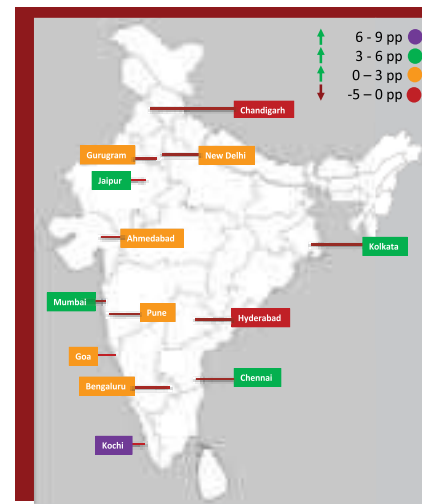 6 - 9 pp
3 - 6 pp
0 – 3 pp
-5 – 0 pp
Chandigarh
Gurugram
New Delhi
Jaipur
Ahmedabad
Kolkata
Mumbai
Pune
Hyderabad
Goa
Chennai
Bengaluru
Kochi